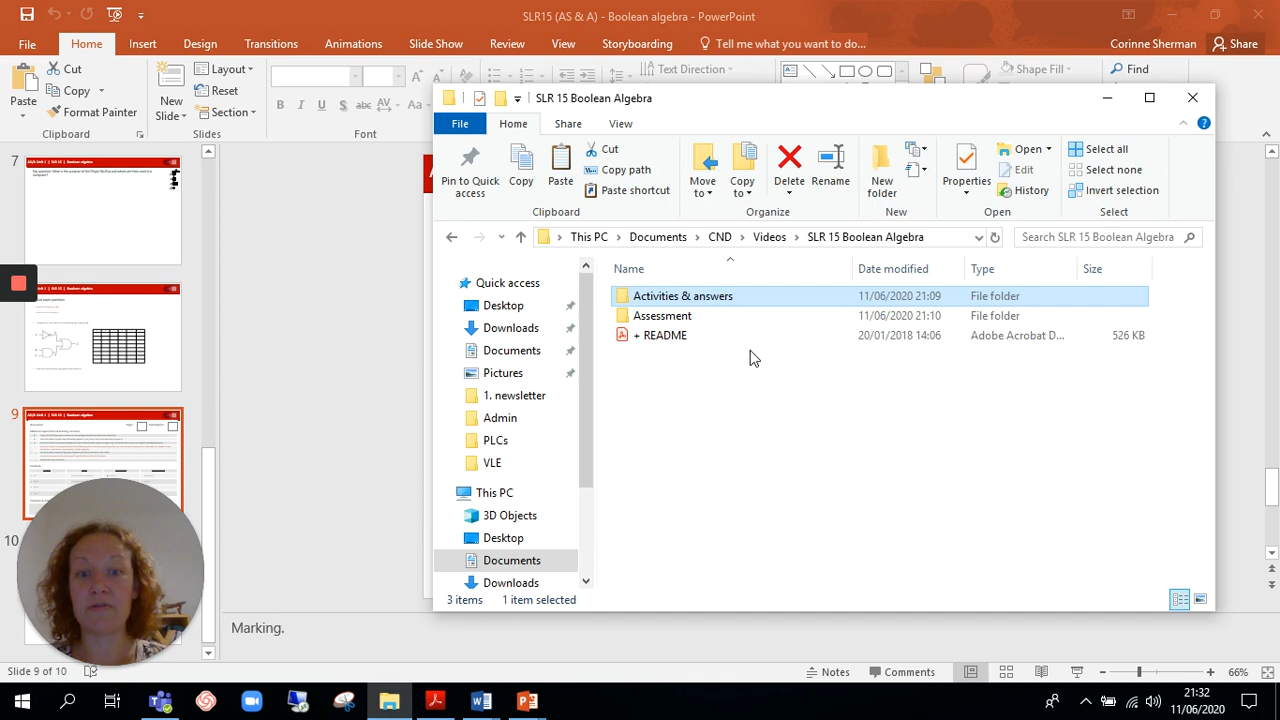 SLR15 (AS & A) - Boolean algebra - PowerPoint
Corinne Sherman
Share
File
Home
Insert
Design
Transitions
Animations
Slide Show
Review
View
Storyboarding
Tell me what you want to do...
Paste
Cut
Copy
Format Painter
Clipboard
New
Slide
Layout
Reset
Section
Slides
B I U S abc AV Aa
Font
Text Direction
Shape Fill
Find
SLR 15 Boolean Algebra
File
Home
Share
View
Pin to Quick
access
Copy
Paste
Cut
Copy path
Paste shortcut
Clipboard
Move
to
Copy
to
Delete
Rename
Organize
New
folder
New
Properties
Open
Edit
History
Open
Select all
Select none
Invert selection
Select
This PC
Documents
CND
Videos
SLR 15 Boolean Algebra
Search SLR 15 Boolean Algebra
Name
Date modified
Type
Size
Activities & answers
11/06/2020 21:09
File folder
Assessment
11/06/2020 21:10
File folder
+ README
20/01/2018 14:06
Adobe Acrobat D...
526 KB
Desktop
Downloads
Documents
Pictures
1. newsletter
This PC
3D Objects
Desktop
Documents
Downloads
3 items
1 item selected
7
9
10
Marking.
Slide 9 of 10
Notes
Comments
66%
21:32
11/06/2020